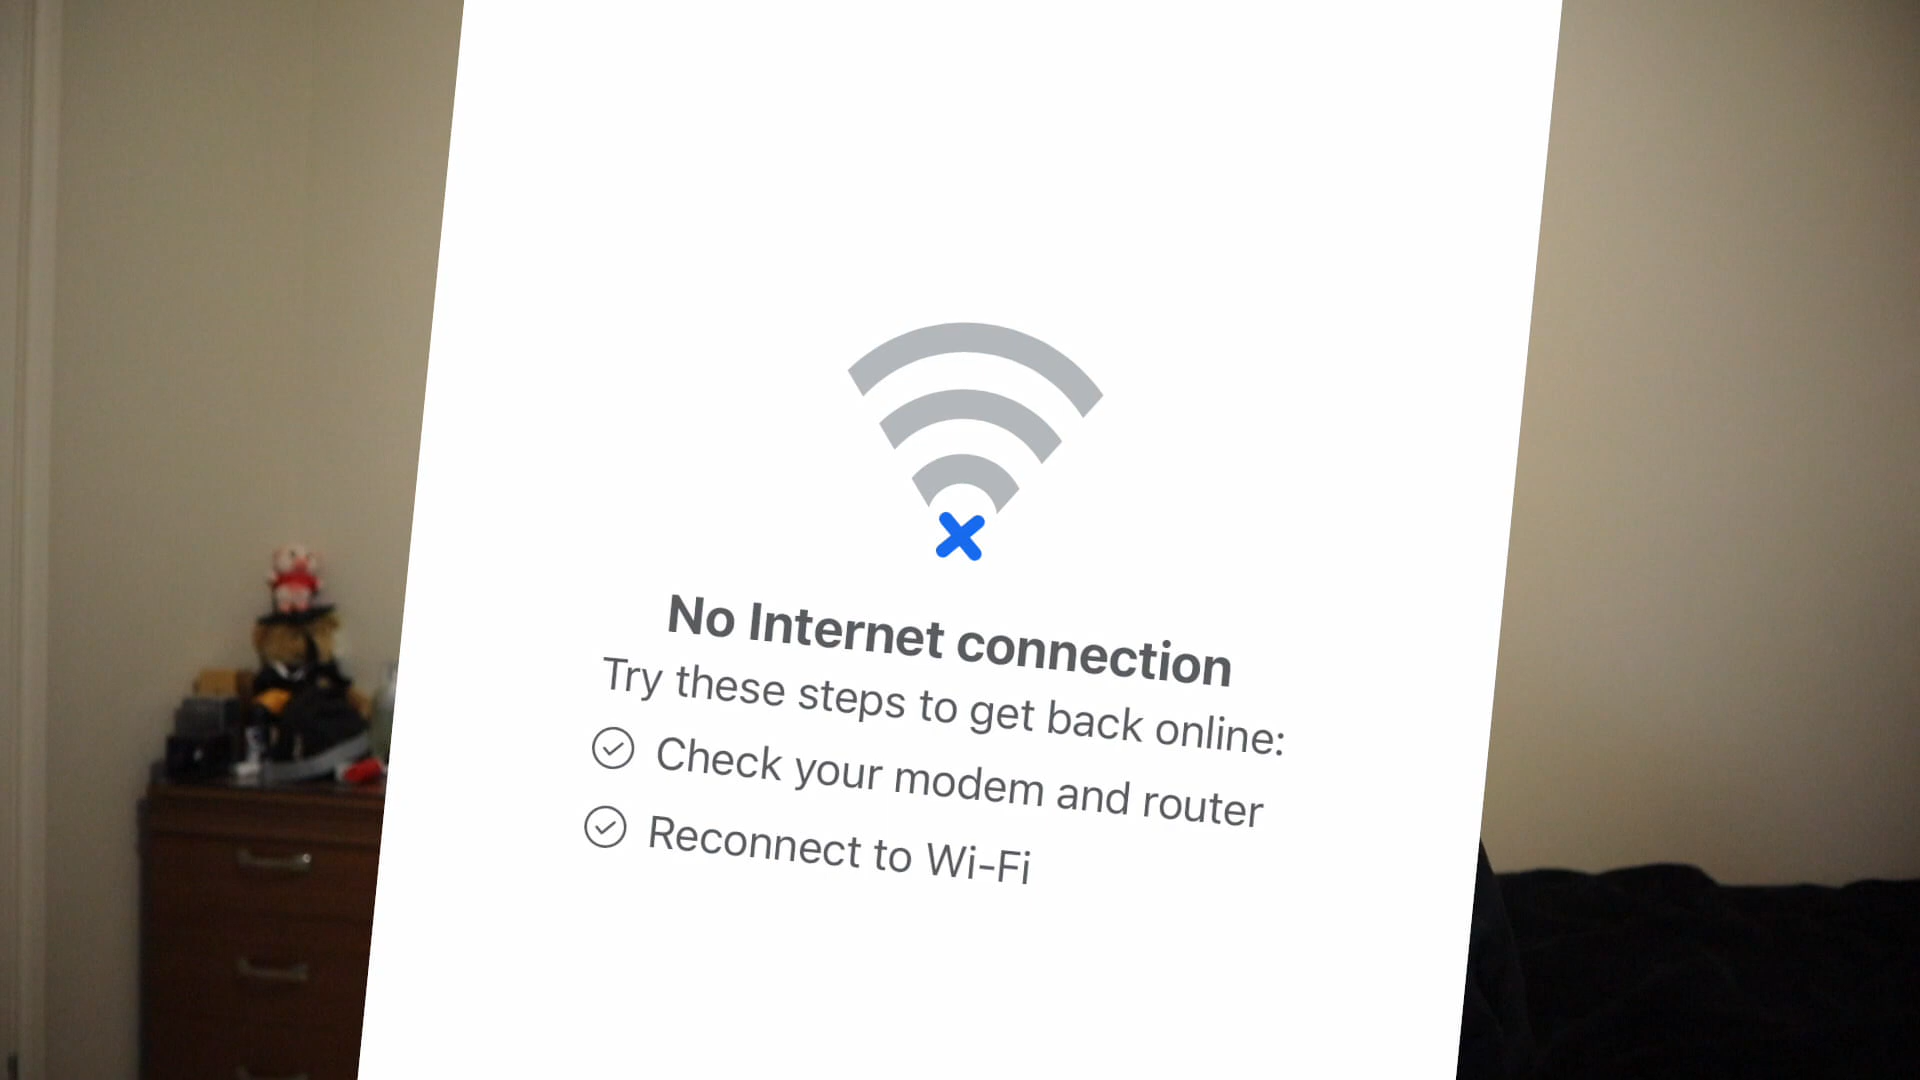 No Internet connection
Try these steps to get back online:
Check your modem and router
Reconnect to Wi-Fi